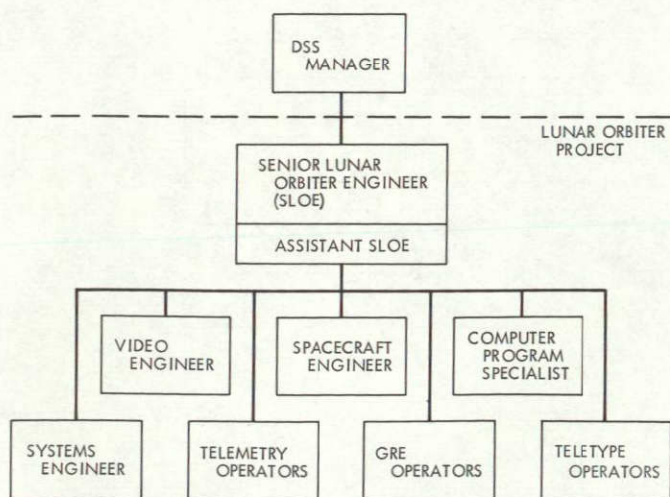 DSS
MANAGER
LUNAR ORBITER
PROJECT
SENIOR LUNAR
ORBITER ENGINEER
(SLOE)
ASSISTANT SLOE
VIDEO
ENGINEER
SPACECRAFT
ENGINEER
COMPUTER
PROGRAM
SPECIALIST
SYSTEMS
ENGINEER
TELEMETRY
OPERATORS
GRE
OPERATORS
TELETYPE
OPERATORS